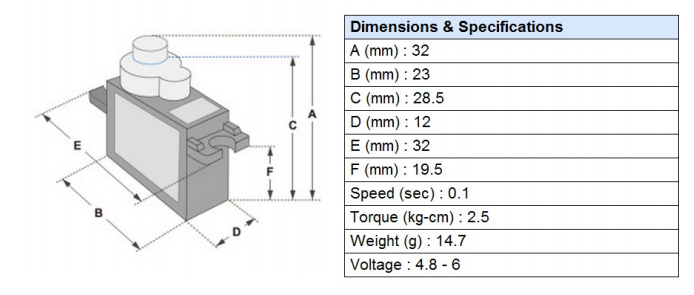 A
C
E
F
B
D
Dimensions & Specifications
A (mm) : 32
B (mm) : 23
C (mm) : 28.5
D (mm) : 12
E (mm) : 32
F (mm) : 19.5
Speed (sec) : 0.1
Torque (kg-cm) : 2.5
Weight (g) : 14.7
Voltage : 4.8 - 6